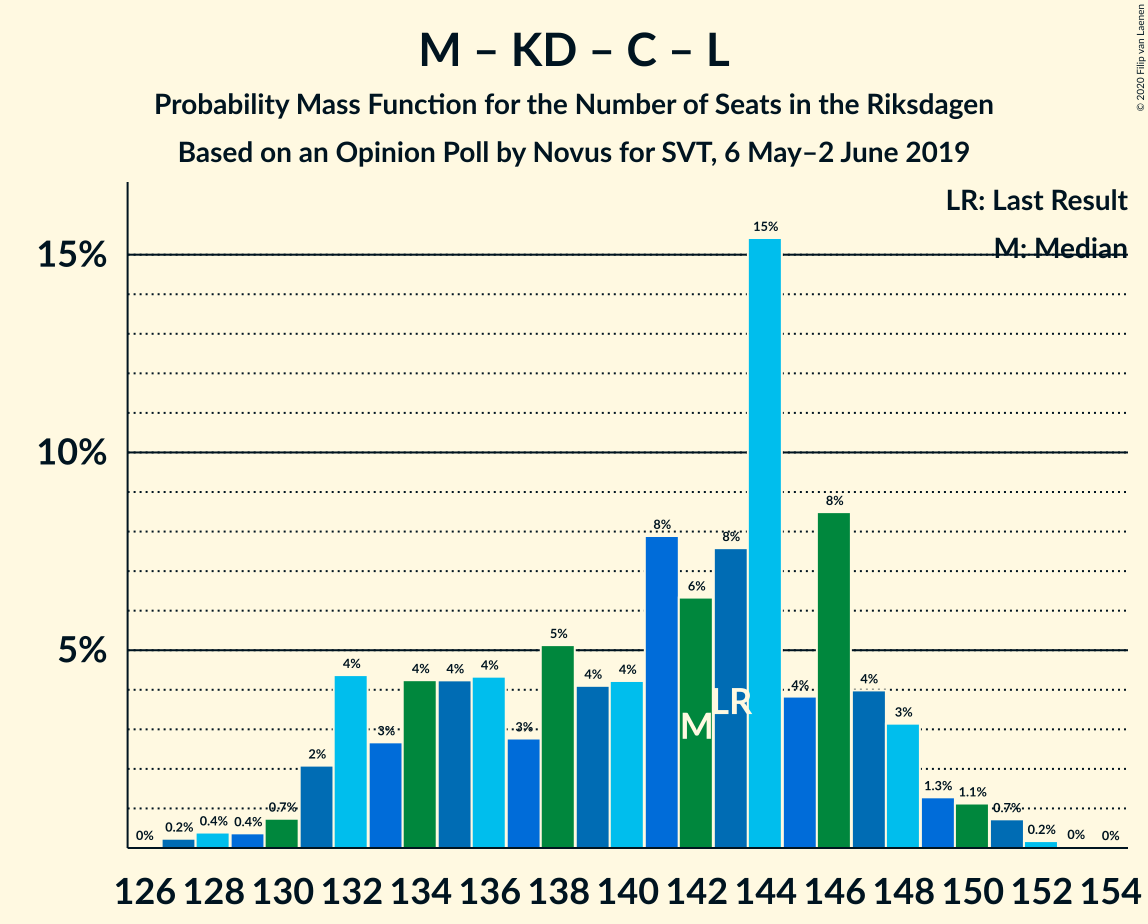 M – KD – C – L
Probability Mass Function for the Number of Seats in the Riksdagen
Based on an Opinion Poll by Novus for SVT, 6 May–2 June 2019
© 2020 Filip van Laenen
LR: Last Result
M: Median
15%
10%
5%
0% 0.2% 0.4% 0.4% 0.7% 2% 4% 3% 4% 4% 4% 3% 5% 4% 4% 8% 6% 8% 15% 4% 8% 4% 3% 1.3% 1.1% 0.7% 0.2% 0% 0%
M LR
126 128 130 132 134 136 138 140 142 144 146 148 150 152 154